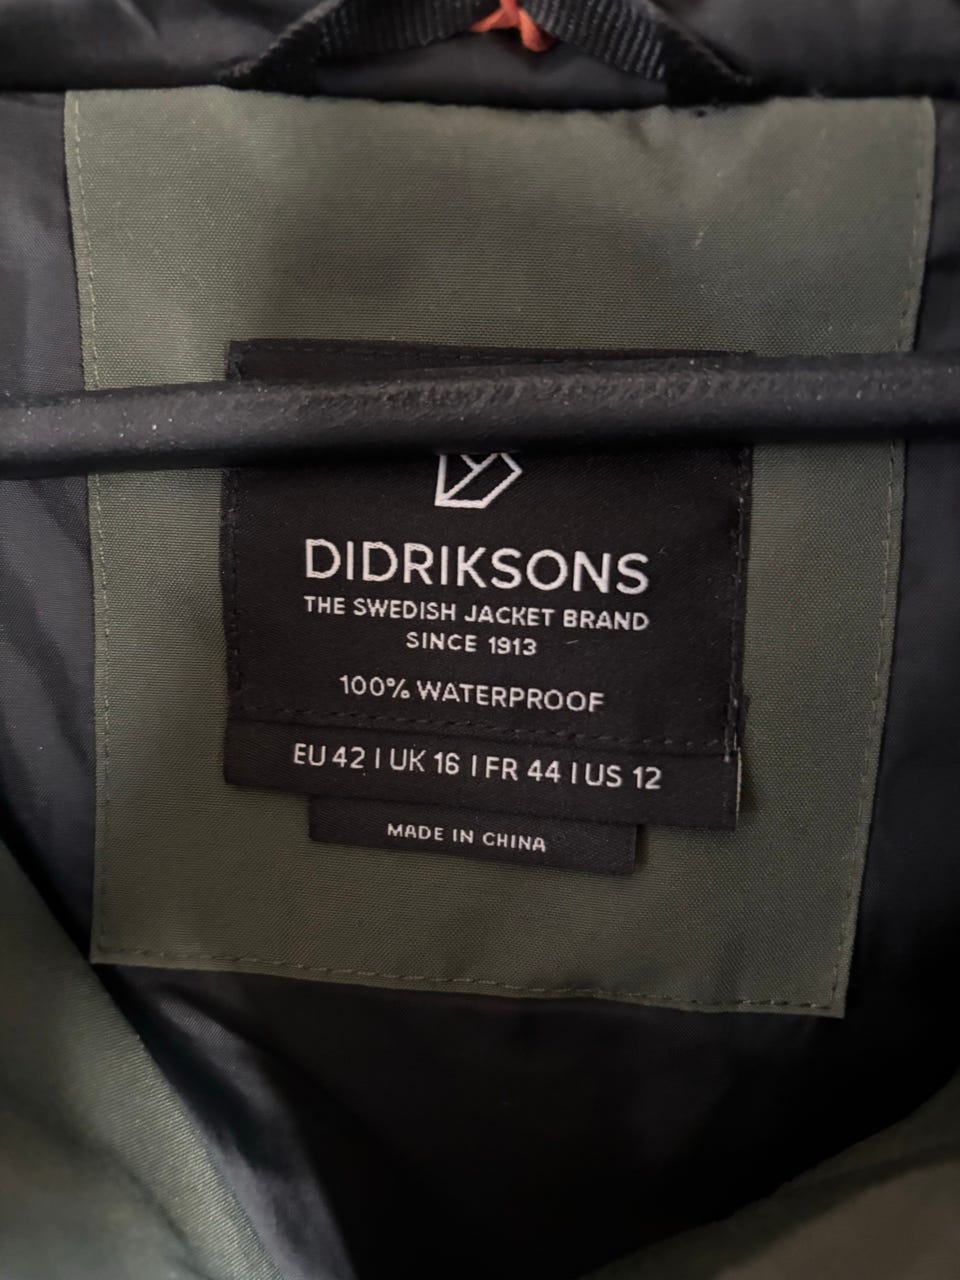 DIDRIKSONS
THE SWEDISH JACKET BRAND
SINCE 1913
100% WATERPROOF
EU 42 | UK 16 | FR 44 | US 12
MADE IN CHINA